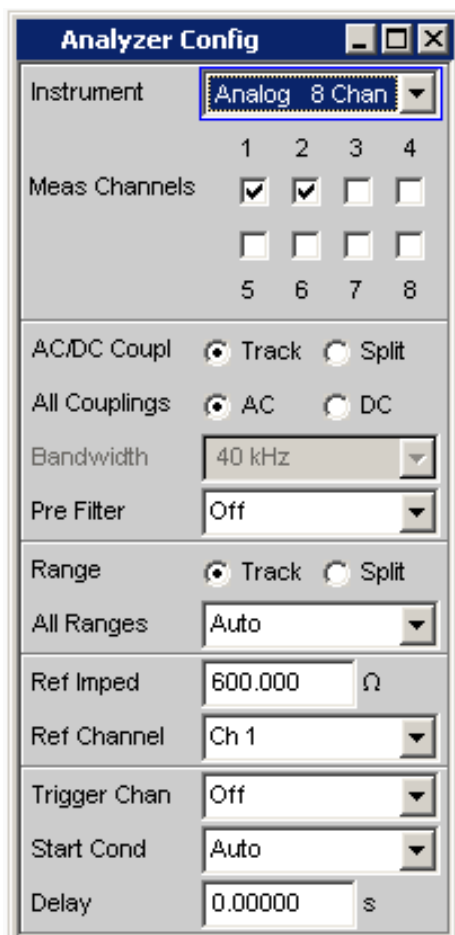 Analyzer Config
Instrument Analog 8 Chan
1 2 3 4
Meas Channels
5 6 7 8
AC/DC Coupl Track Split
All Couplings AC DC
Bandwidth 40 kHz
Pre Filter Off
Range Track Split
All Ranges Auto
Ref Imped 600.000 Ω
Ref Channel Ch 1
Trigger Chan Off
Start Cond Auto
Delay 0.00000 s